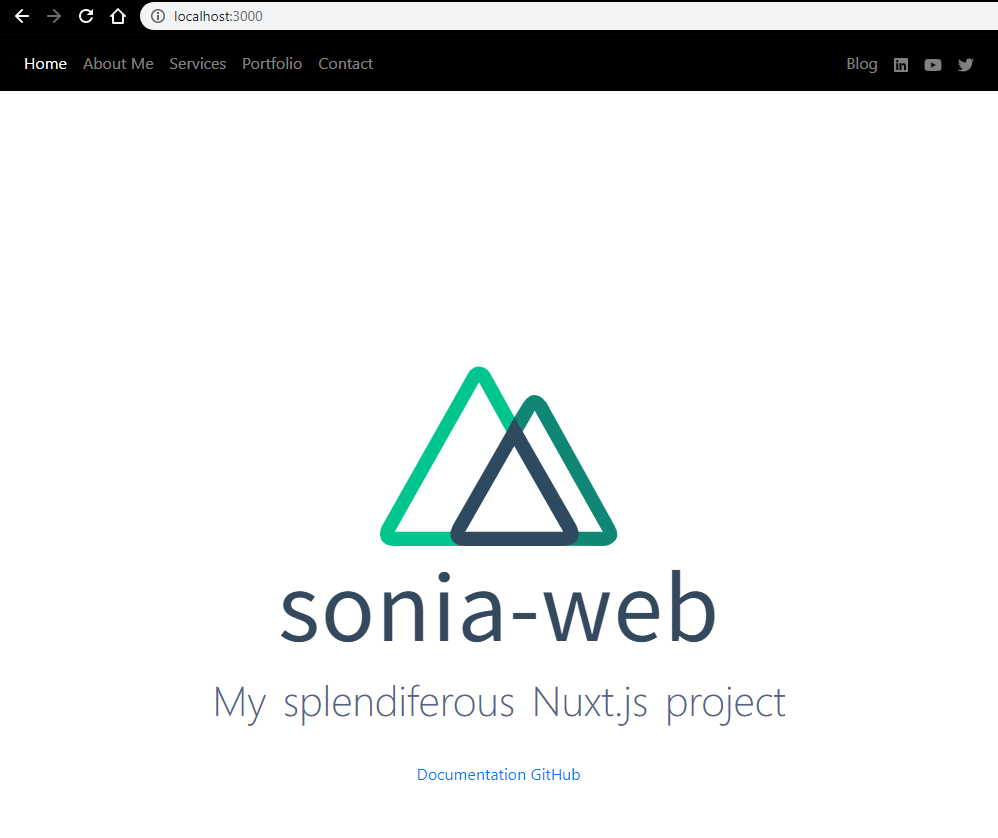 localhost:3000
Home About Me Services Portfolio Contact Blog
sonia-web
My splendiferous Nuxt.js project
Documentation GitHub